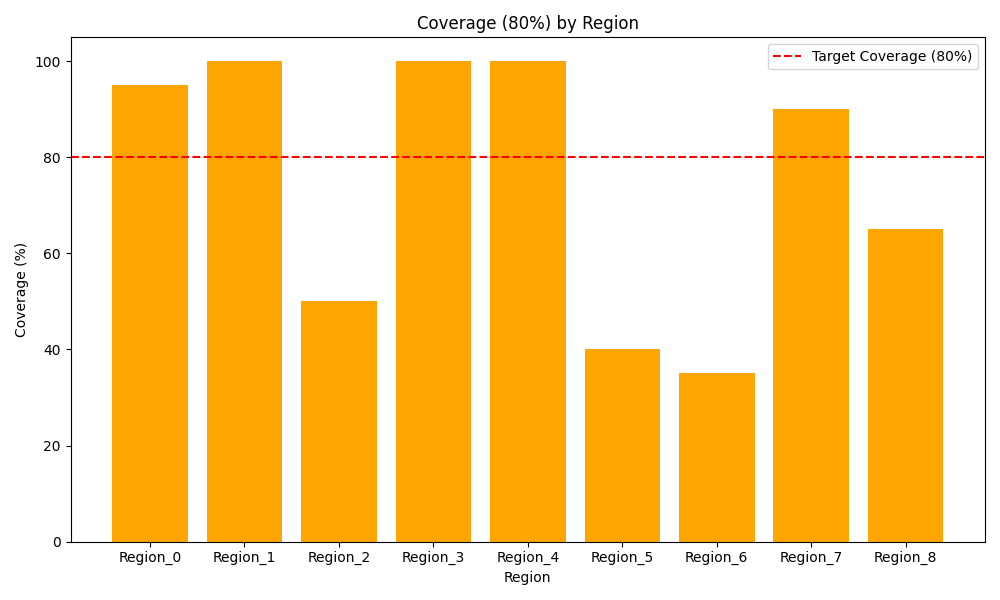 Coverage (80%) by Region
Target Coverage (80%)
Coverage (%)
100
80
60
40
20
0
Region_0 Region_1 Region_2 Region_3 Region_4 Region_5 Region_6 Region_7 Region_8
Region